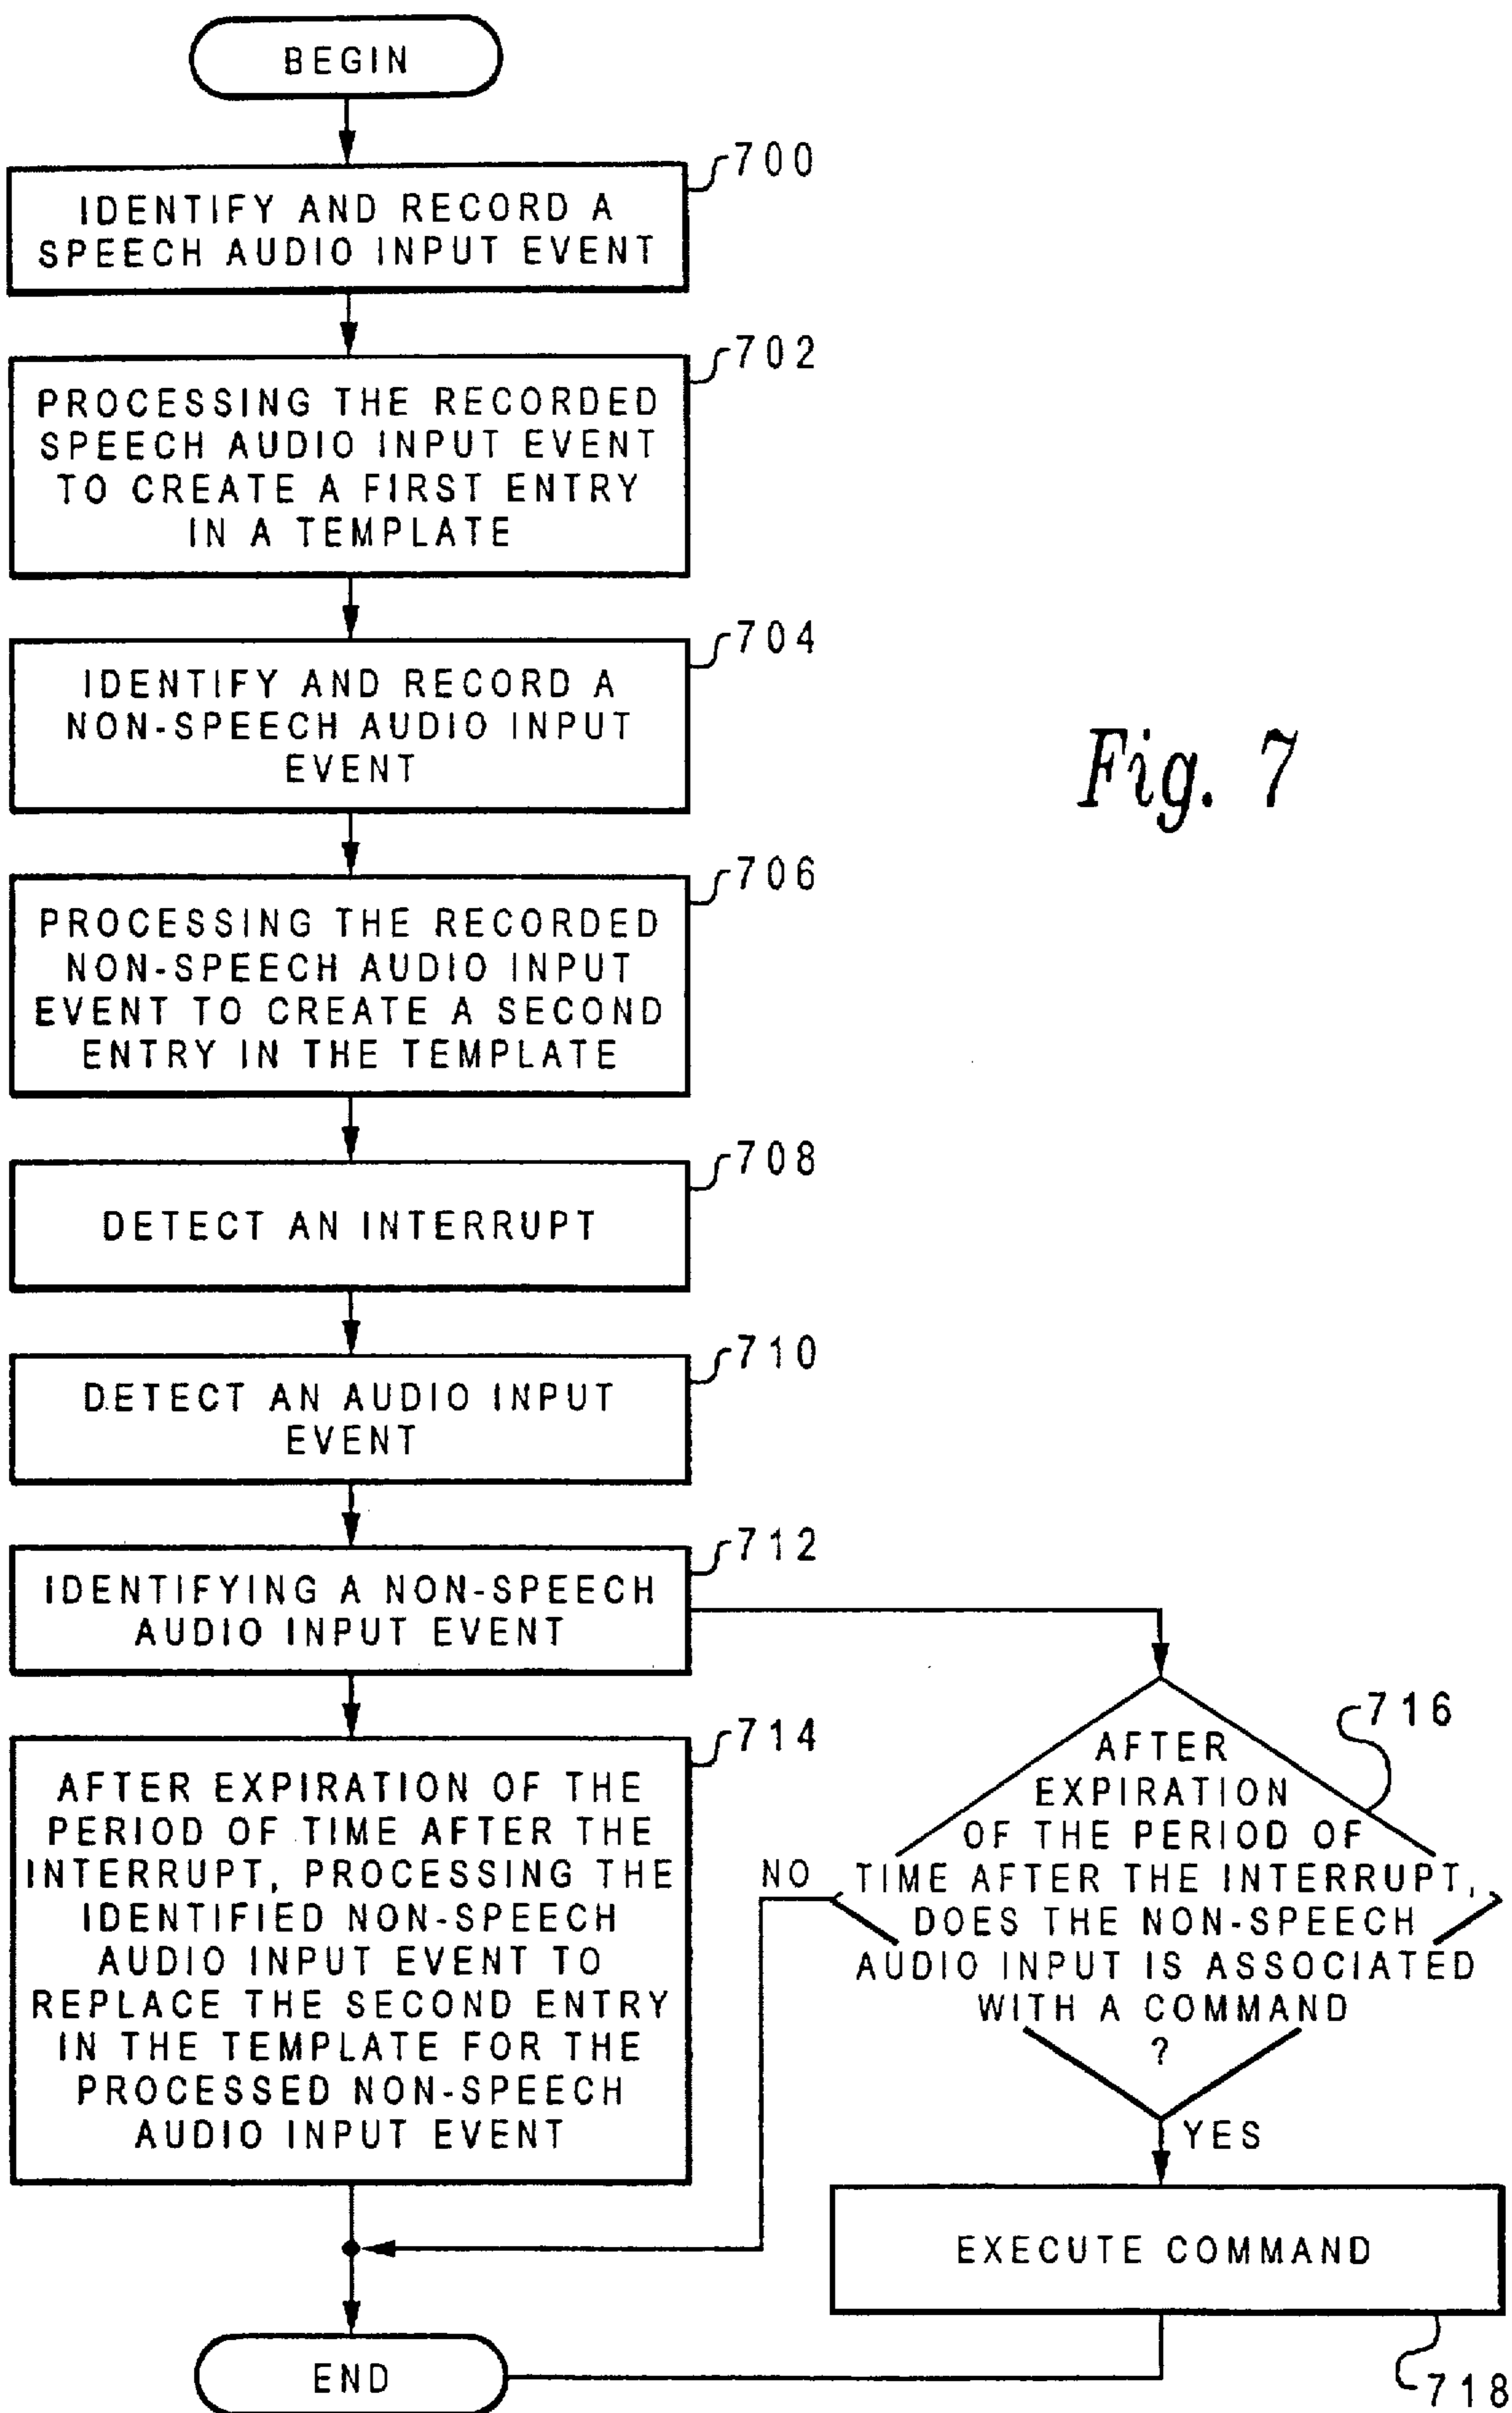 BEGIN
700
IDENTIFY AND RECORD A
SPEECH AUDIO INPUT EVENT
702
PROCESSING THE RECORDED
SPEECH AUDIO INPUT EVENT
TO CREATE A FIRST ENTRY
IN A TEMPLATE
704
IDENTIFY AND RECORD A
NON-SPEECH AUDIO INPUT
EVENT
Fig. 7
706
PROCESSING THE RECORDED
NON-SPEECH AUDIO INPUT
EVENT TO CREATE A SECOND
ENTRY IN THE TEMPLATE
708
DETECT AN INTERRUPT
710
DETECT AN AUDIO INPUT
EVENT
712
IDENTIFYING A NON-SPEECH
AUDIO INPUT EVENT
714
AFTER EXPIRATION OF THE
PERIOD OF TIME AFTER THE
INTERRUPT, PROCESSING THE
IDENTIFIED NON-SPEECH
AUDIO INPUT EVENT TO
REPLACE THE SECOND ENTRY
IN THE TEMPLATE FOR THE
PROCESSED NON-SPEECH
AUDIO INPUT EVENT
716
AFTER
EXPIRATION
OF THE PERIOD OF
TIME AFTER THE INTERRUPT,
DOES THE NON-SPEECH
AUDIO INPUT IS ASSOCIATED
WITH A COMMAND
?
NO
YES
EXECUTE COMMAND
718
END